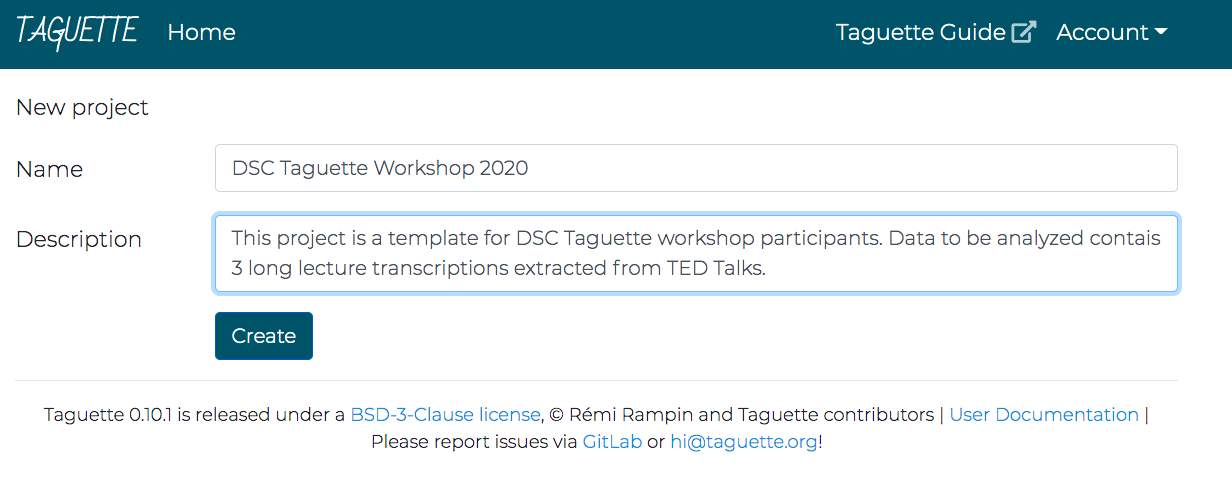 TAGUETTE Home Taguette Guide Account
New project
Name DSC Taguette Workshop 2020
Description This project is a template for DSC Taguette workshop participants. Data to be analyzed contais
3 long lecture transcriptions extracted from TED Talks.
Create
Taguette 0.10.1 is released under a BSD-3-Clause license, © Rémi Rampin and Taguette contributors | User Documentation |
Please report issues via GitLab or hi@taguette.org!